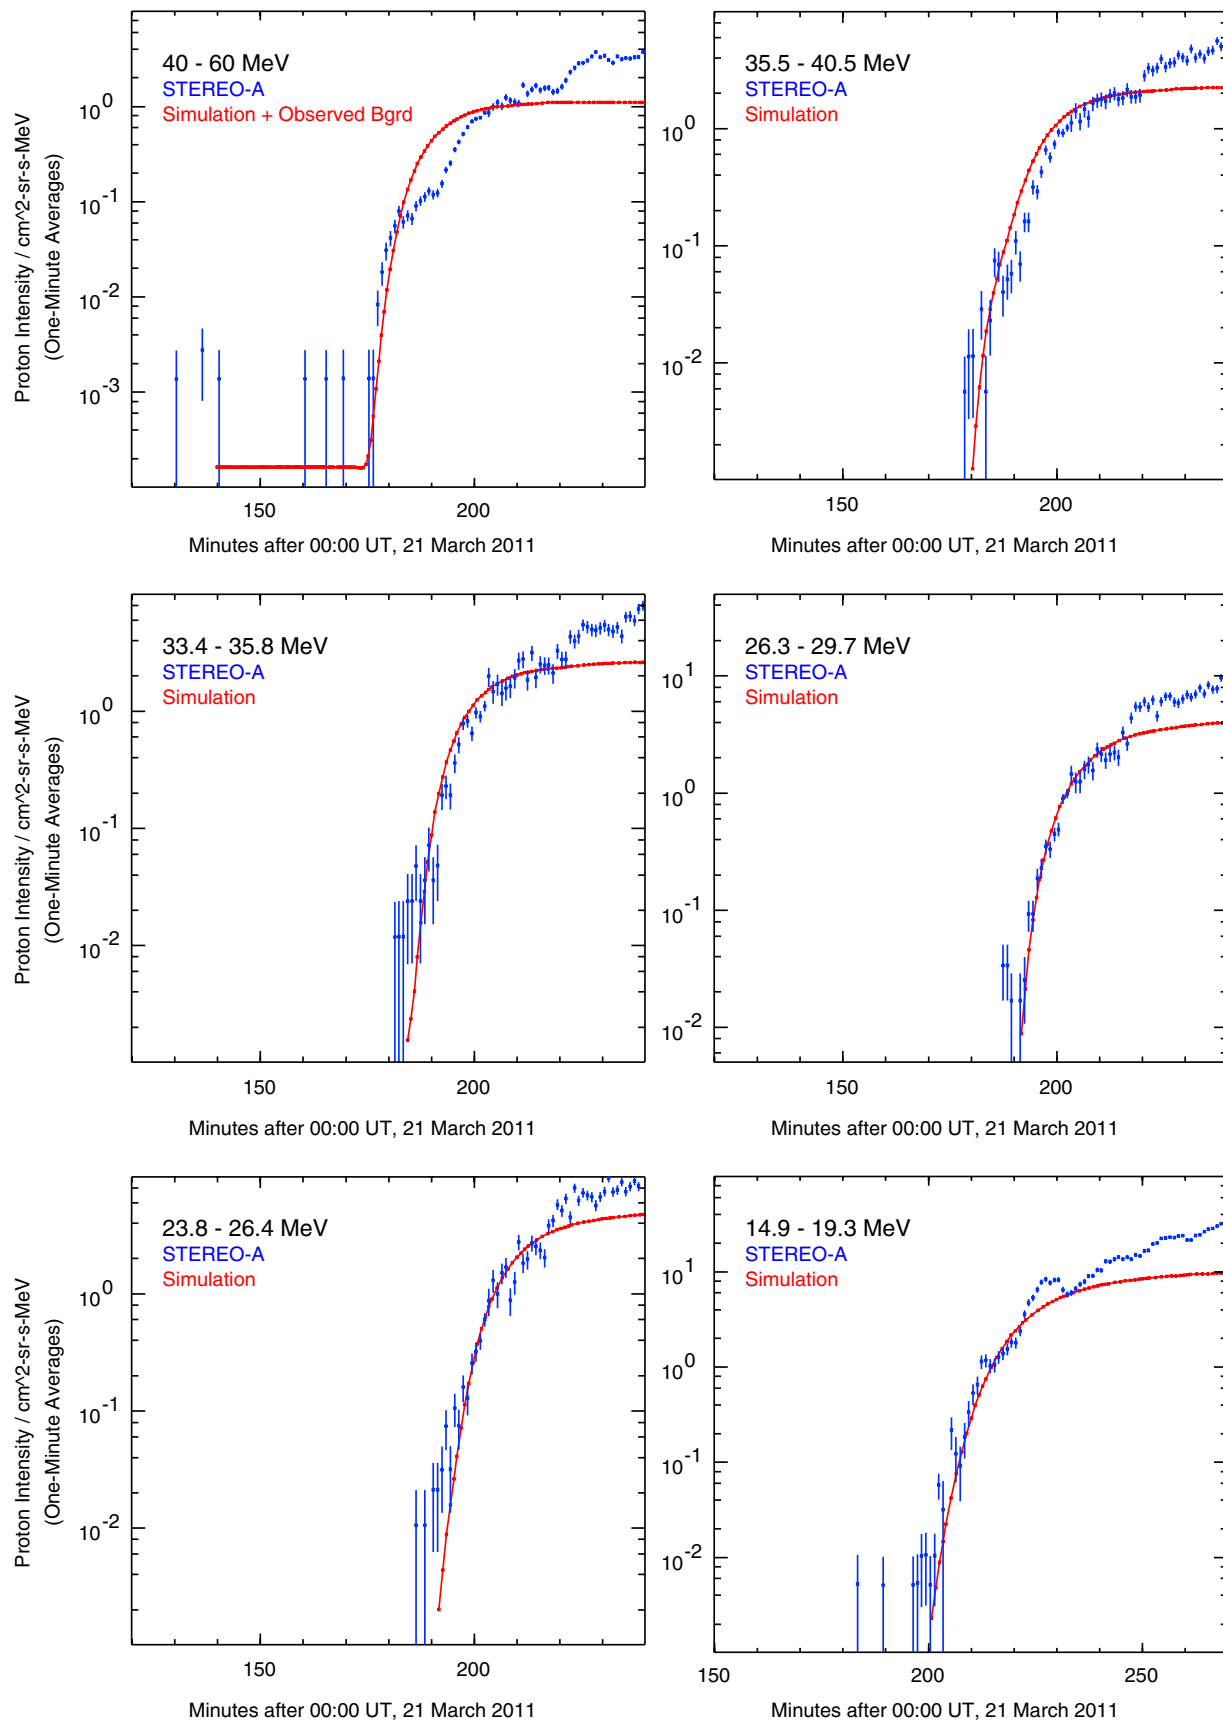 40 - 60 MeV
STEREO-A
Simulation + Observed Bgrd
10^0
10^-1
10^-2
10^-3
150 200
Minutes after 00:00 UT, 21 March 2011
Proton Intensity / cm^2-sr-s-MeV
(One-Minute Averages)
35.5 - 40.5 MeV
STEREO-A
Simulation
10^0
10^-1
10^-2
150 200
Minutes after 00:00 UT, 21 March 2011
33.4 - 35.8 MeV
STEREO-A
Simulation
10^0
10^-1
10^-2
150 200
Minutes after 00:00 UT, 21 March 2011
Proton Intensity / cm^2-sr-s-MeV
(One-Minute Averages)
26.3 - 29.7 MeV
STEREO-A
Simulation
10^1
10^0
10^-1
10^-2
150 200
Minutes after 00:00 UT, 21 March 2011
23.8 - 26.4 MeV
STEREO-A
Simulation
10^0
10^-1
10^-2
150 200
Minutes after 00:00 UT, 21 March 2011
Proton Intensity / cm^2-sr-s-MeV
(One-Minute Averages)
14.9 - 19.3 MeV
STEREO-A
Simulation
10^1
10^0
10^-1
10^-2
150 200 250
Minutes after 00:00 UT, 21 March 2011